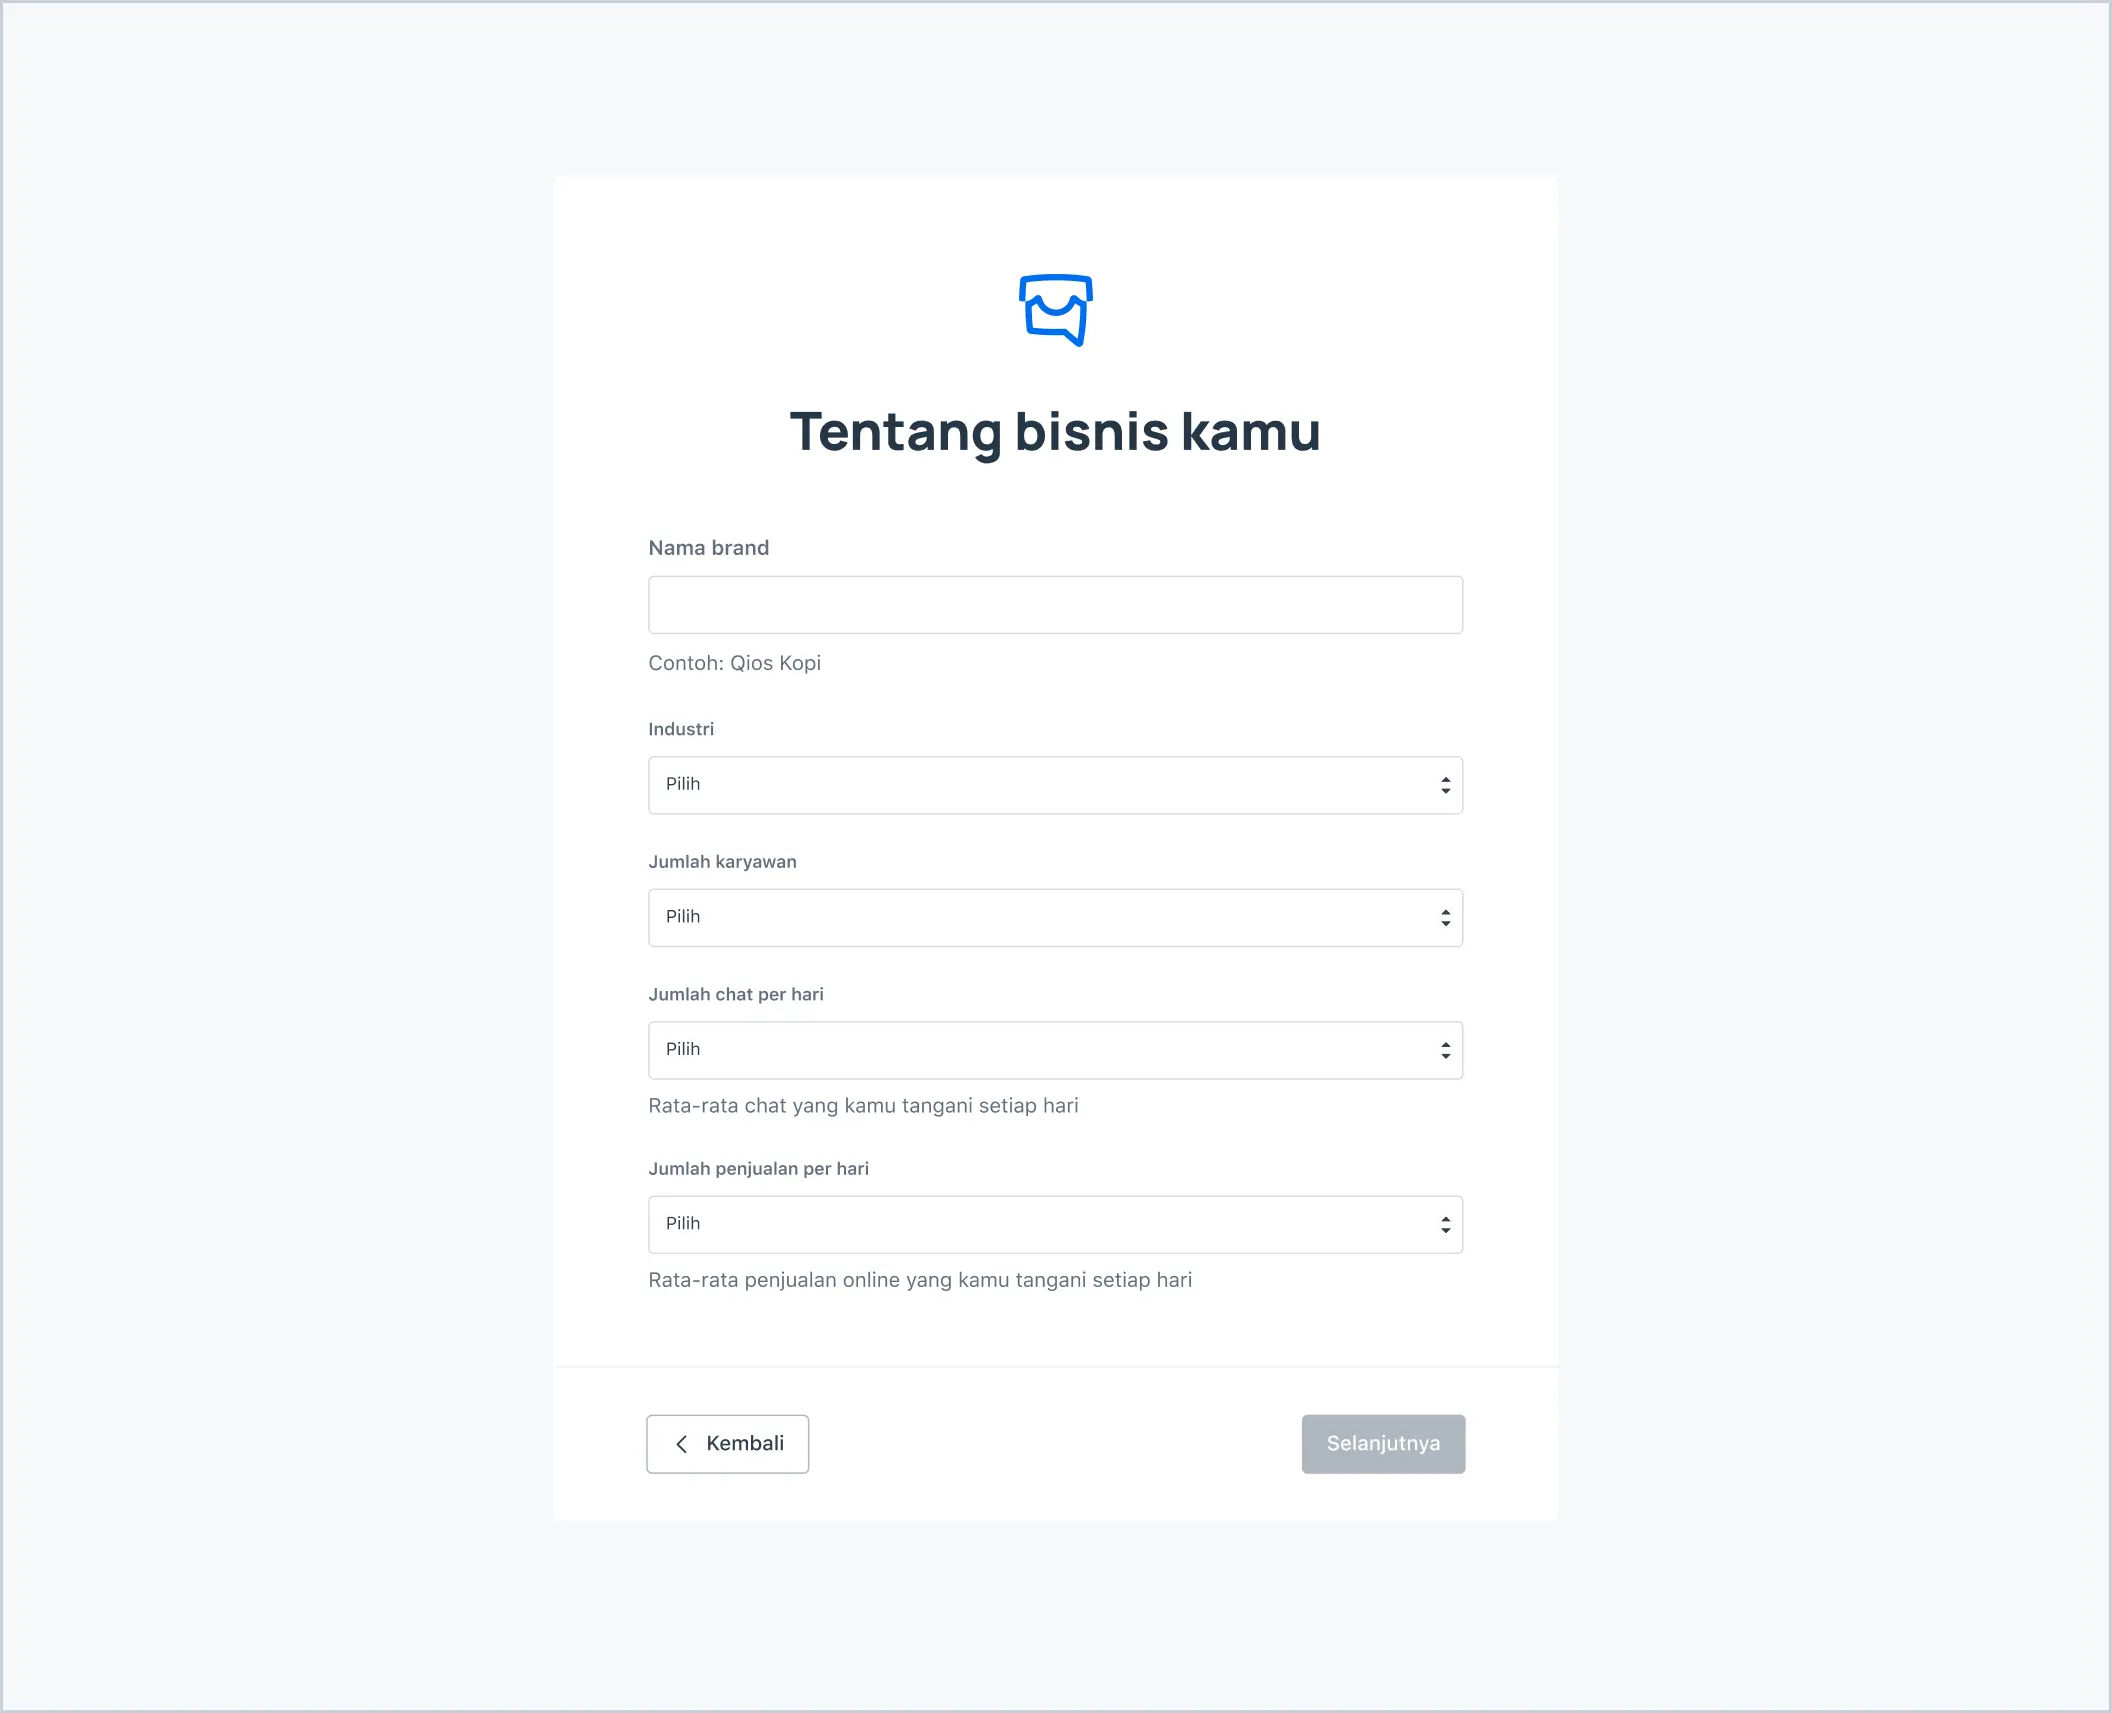 Tentang bisnis kamu
Nama brand
Contoh: Qios Kopi
Industri
Pilih
Jumlah karyawan
Pilih
Jumlah chat per hari
Pilih
Rata-rata chat yang kamu tangani setiap hari
Jumlah penjualan per hari
Pilih
Rata-rata penjualan online yang kamu tangani setiap hari
Kembali
Selanjutnya